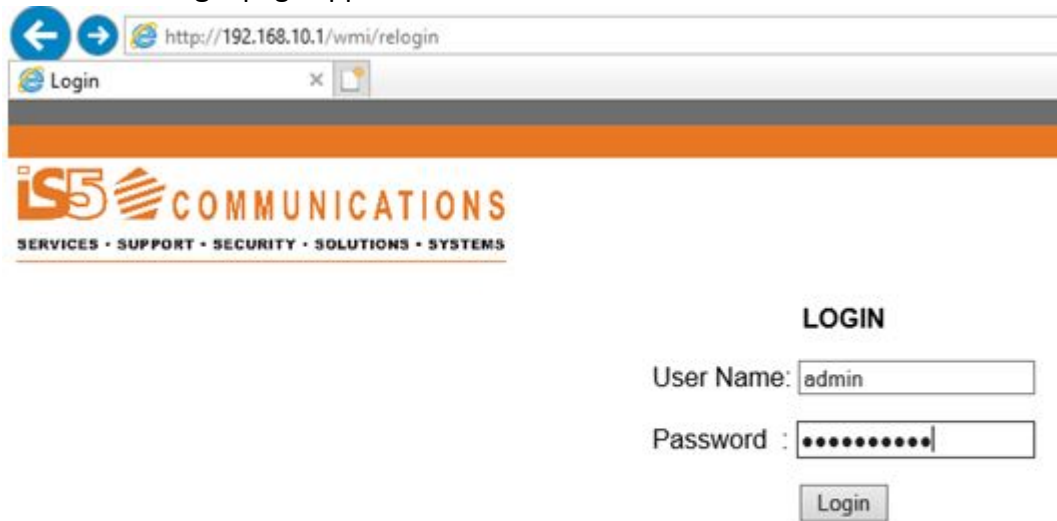 http://192.168.10.1/wmi/relogin
Login
iS5 COMMUNICATIONS
SERVICES • SUPPORT • SECURITY • SOLUTIONS • SYSTEMS
LOGIN
User Name: admin
Password : ••••••••••
Login